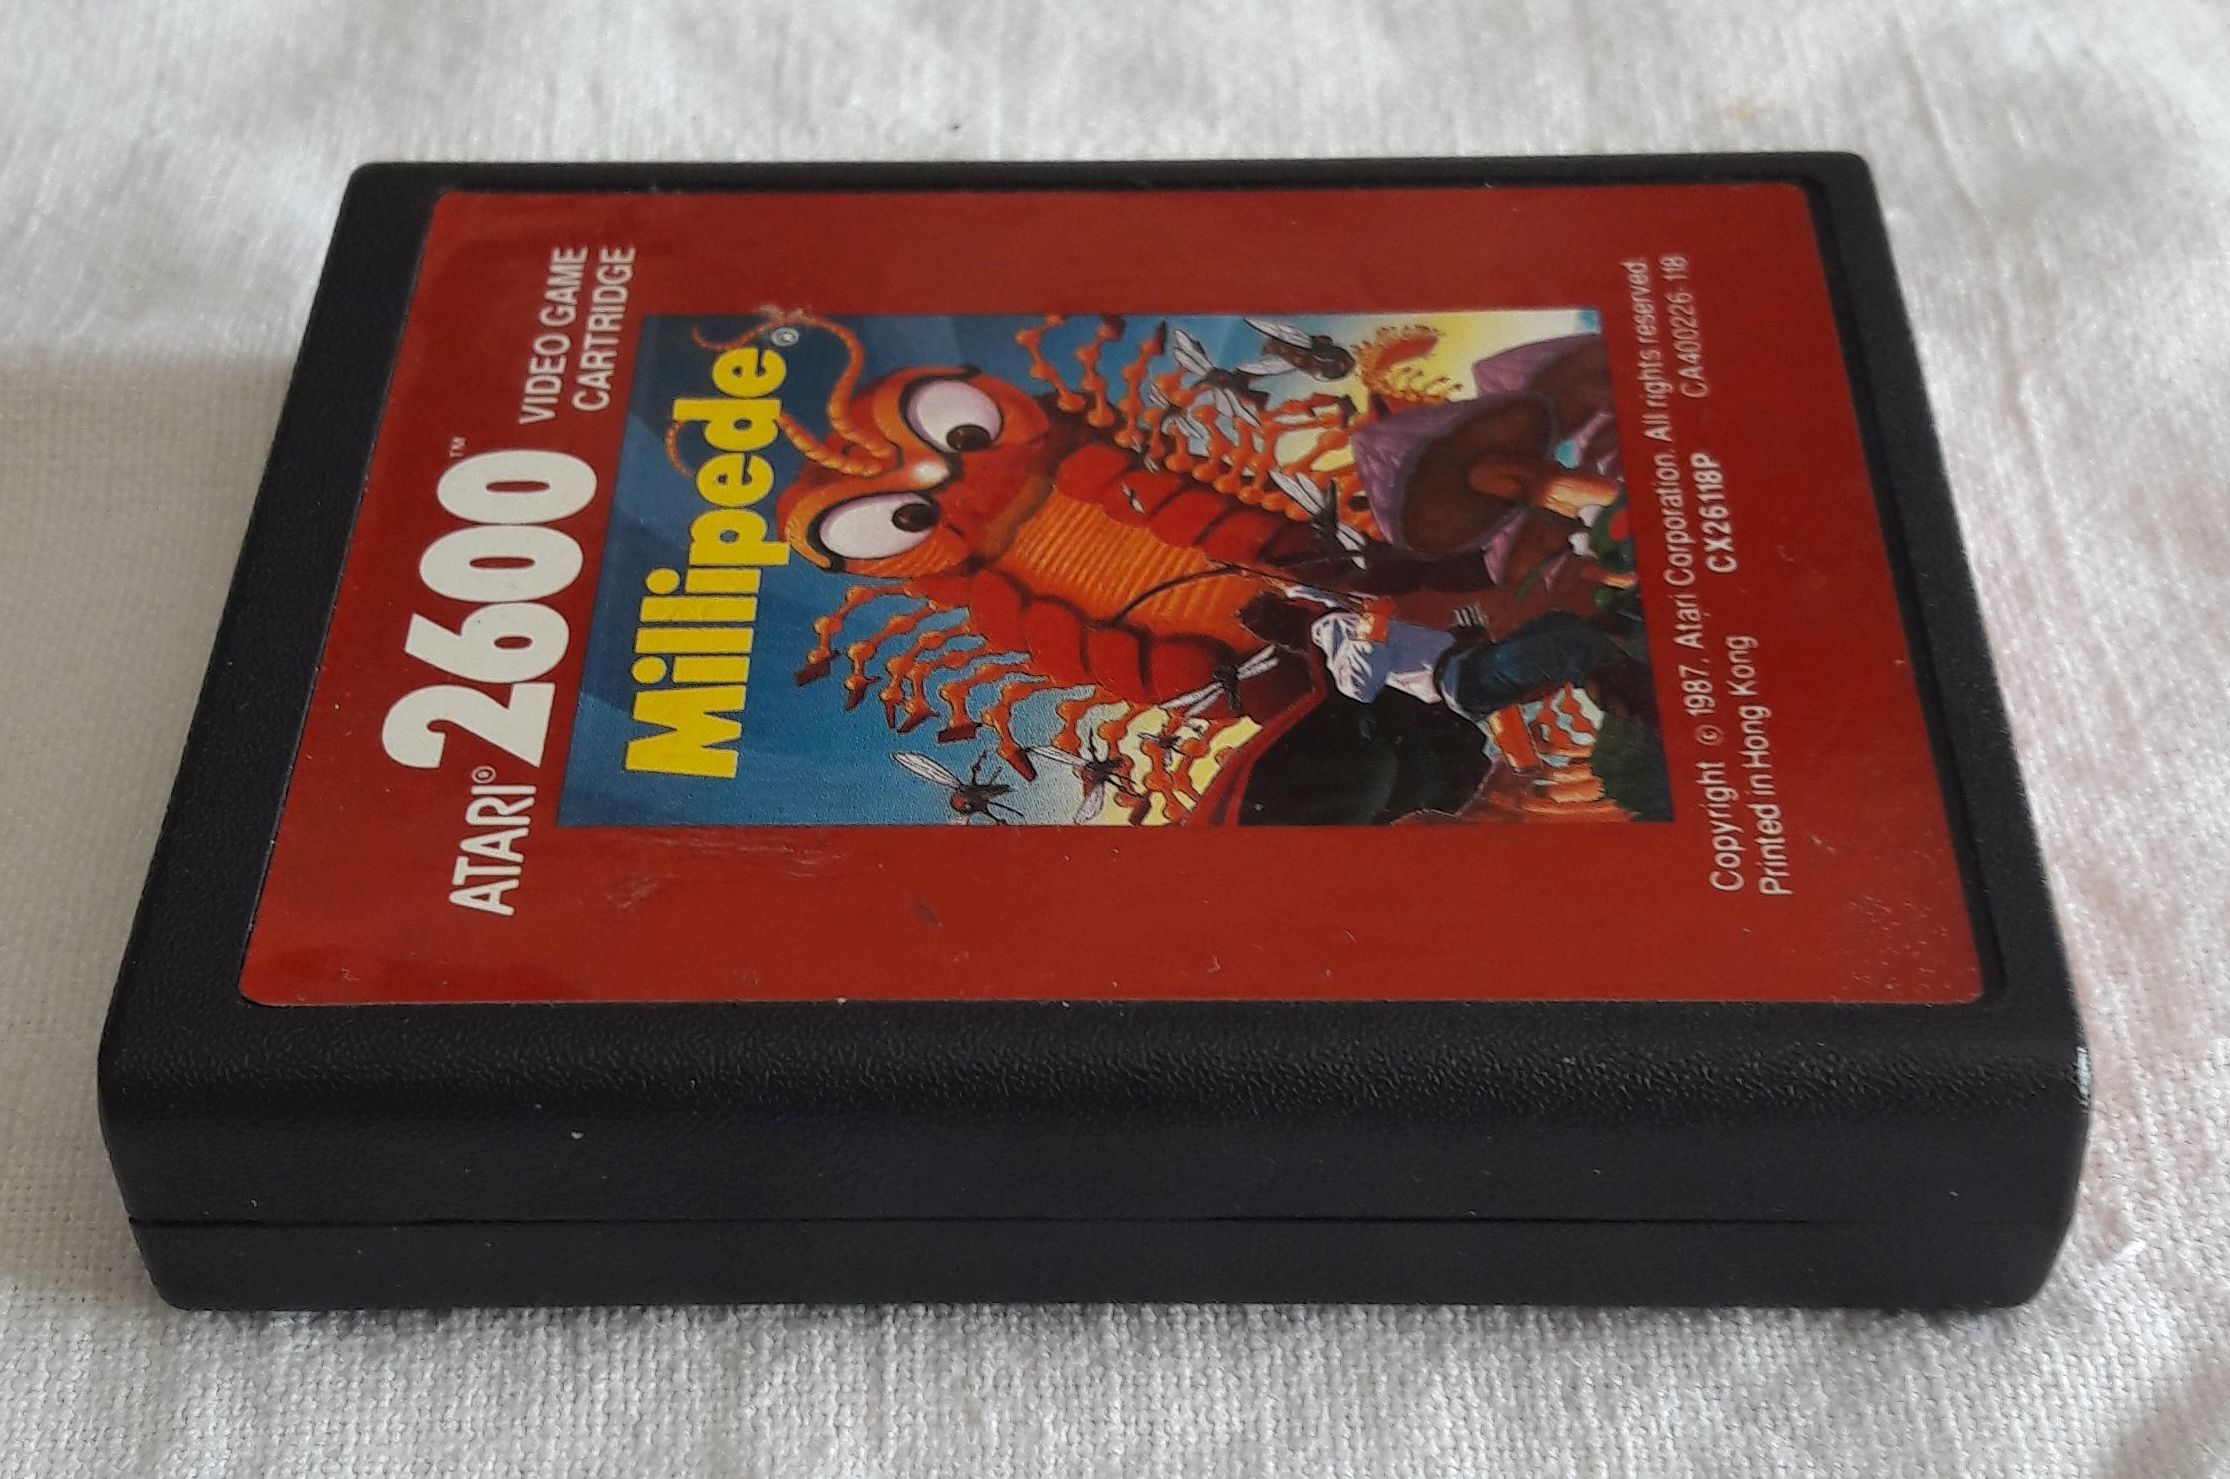 ATARI® 2600™ VIDEO GAME
CARTRIDGE
Millipede®
Copyright © 1987, Atari Corporation. All rights reserved.
Printed in Hong Kong CX26118P CA400226-118